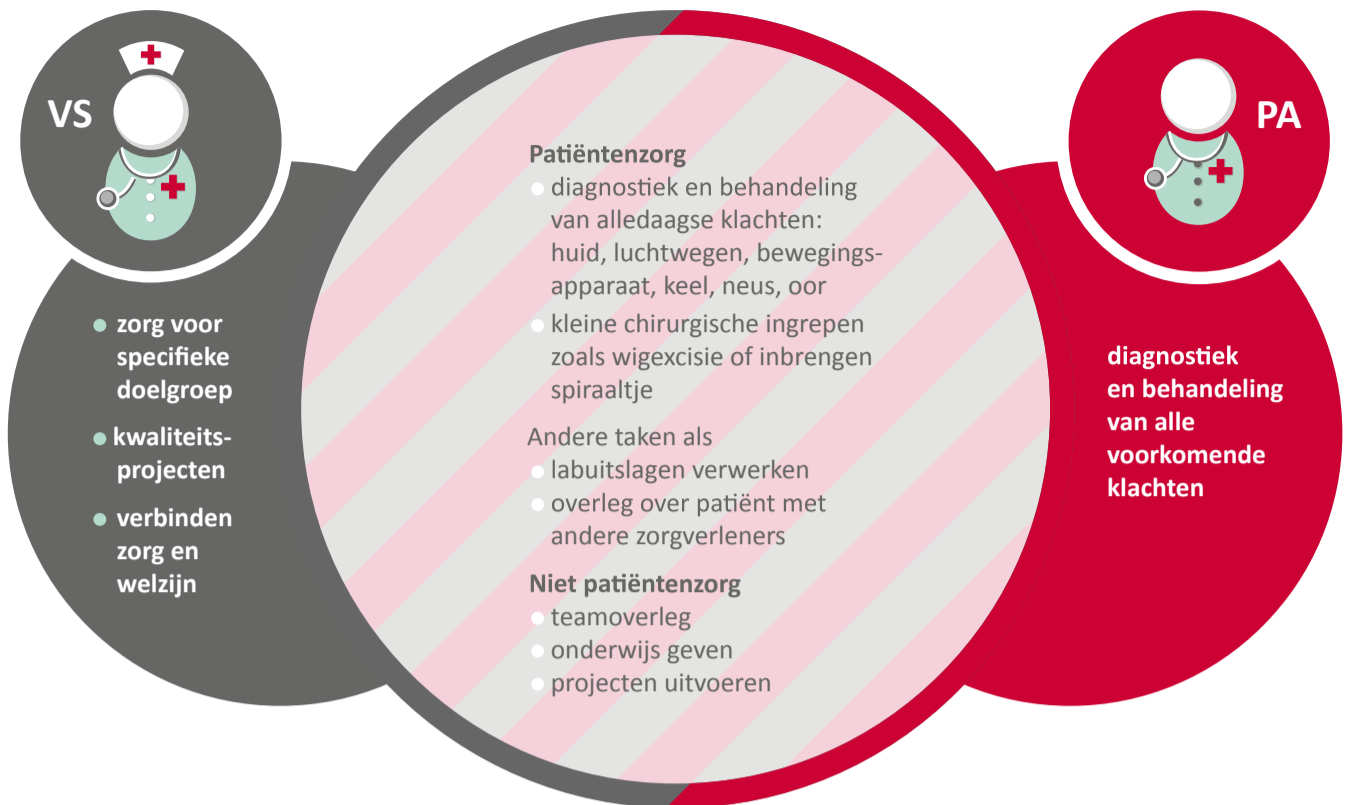 VS
zorg voor
specifieke
doelgroep
kwaliteits-
projecten
verbinden
zorg en
welzijn
Patiëntenzorg
diagnostiek en behandeling
van alledaagse klachten:
huid, luchtwegen, bewegings-
apparaat, keel, neus, oor
kleine chirurgische ingrepen
zoals wigexcisie of inbrengen
spiraaltje
Andere taken als
labuitslagen verwerken
overleg over patiënt met
andere zorgverleners
Niet patiëntenzorg
teamoverleg
onderwijs geven
projecten uitvoeren
PA
diagnostiek
en behandeling
van alle
voorkomende
klachten